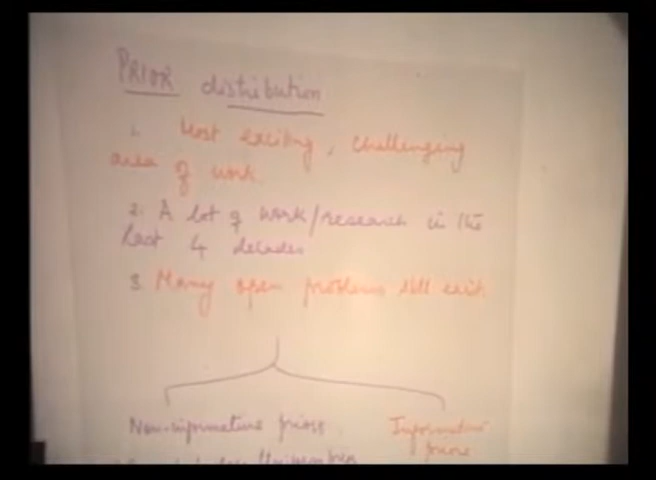 PRIOR distribution
1. Most exciting, challenging
area of work.
2. A lot of work/research in the
last 4 decades
3. Many open problems still exist
Non-informative priors. Informative
priors